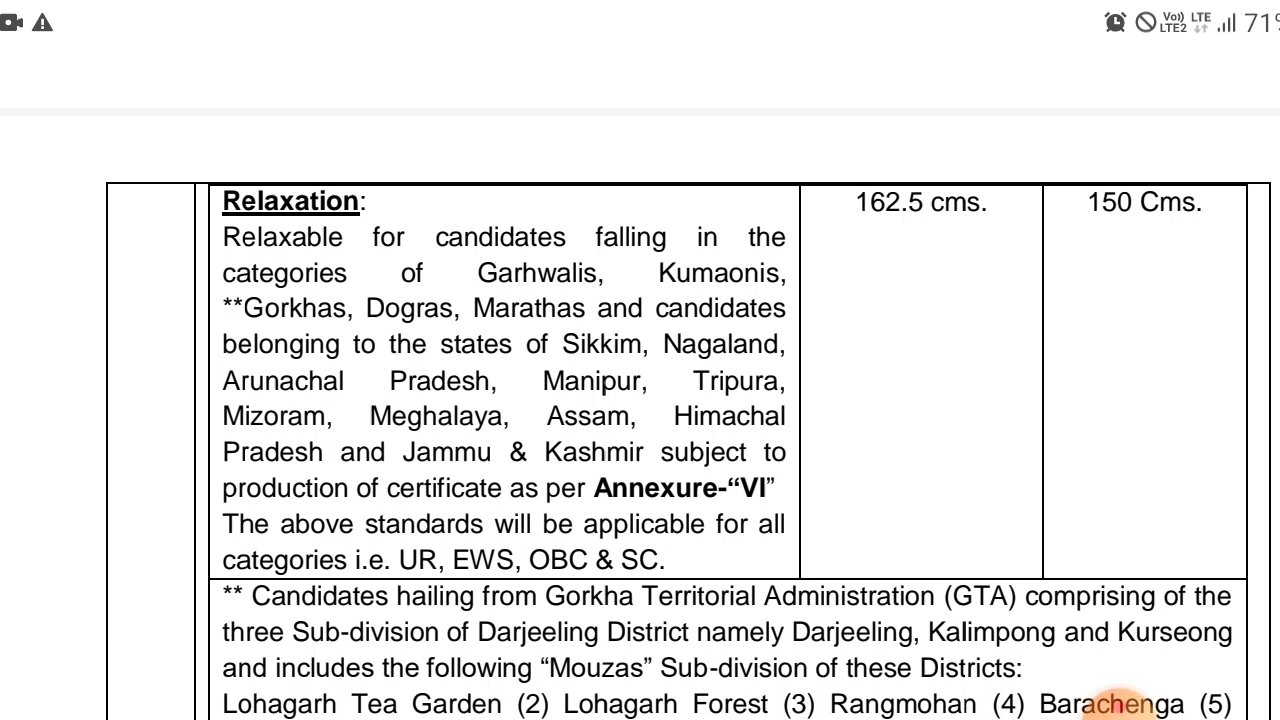 Vo)) LTE
LTE2
71%
Relaxation: 162.5 cms. 150 Cms.
Relaxable for candidates falling in the
categories of Garhwalis, Kumaonis,
**Gorkhas, Dogras, Marathas and candidates
belonging to the states of Sikkim, Nagaland,
Arunachal Pradesh, Manipur, Tripura,
Mizoram, Meghalaya, Assam, Himachal
Pradesh and Jammu & Kashmir subject to
production of certificate as per Annexure-“VI”
The above standards will be applicable for all
categories i.e. UR, EWS, OBC & SC.
** Candidates hailing from Gorkha Territorial Administration (GTA) comprising of the
three Sub-division of Darjeeling District namely Darjeeling, Kalimpong and Kurseong
and includes the following “Mouzas” Sub-division of these Districts:
Lohagarh Tea Garden (2) Lohagarh Forest (3) Rangmohan (4) Barachenga (5)